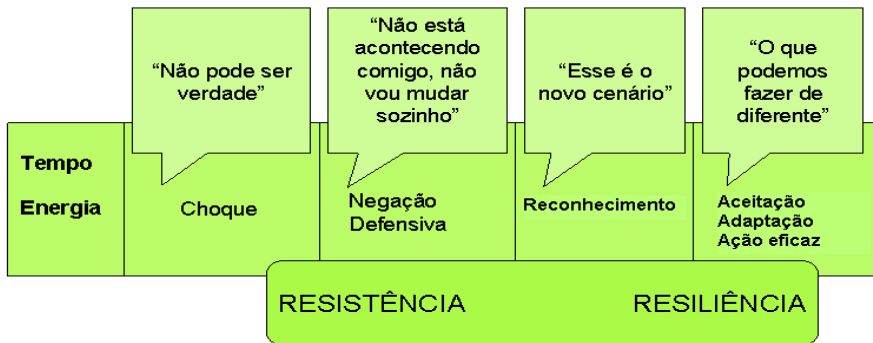 “Não pode ser
verdade”
“Não está
acontecendo
comigo, não
vou mudar
sozinho”
“Esse é o
novo cenário”
“O que
podemos
fazer de
diferente”
Tempo
Energia
Choque
Negação
Defensiva
Reconhecimento
Aceitação
Adaptação
Ação eficaz
RESISTÊNCIA
RESILIÊNCIA